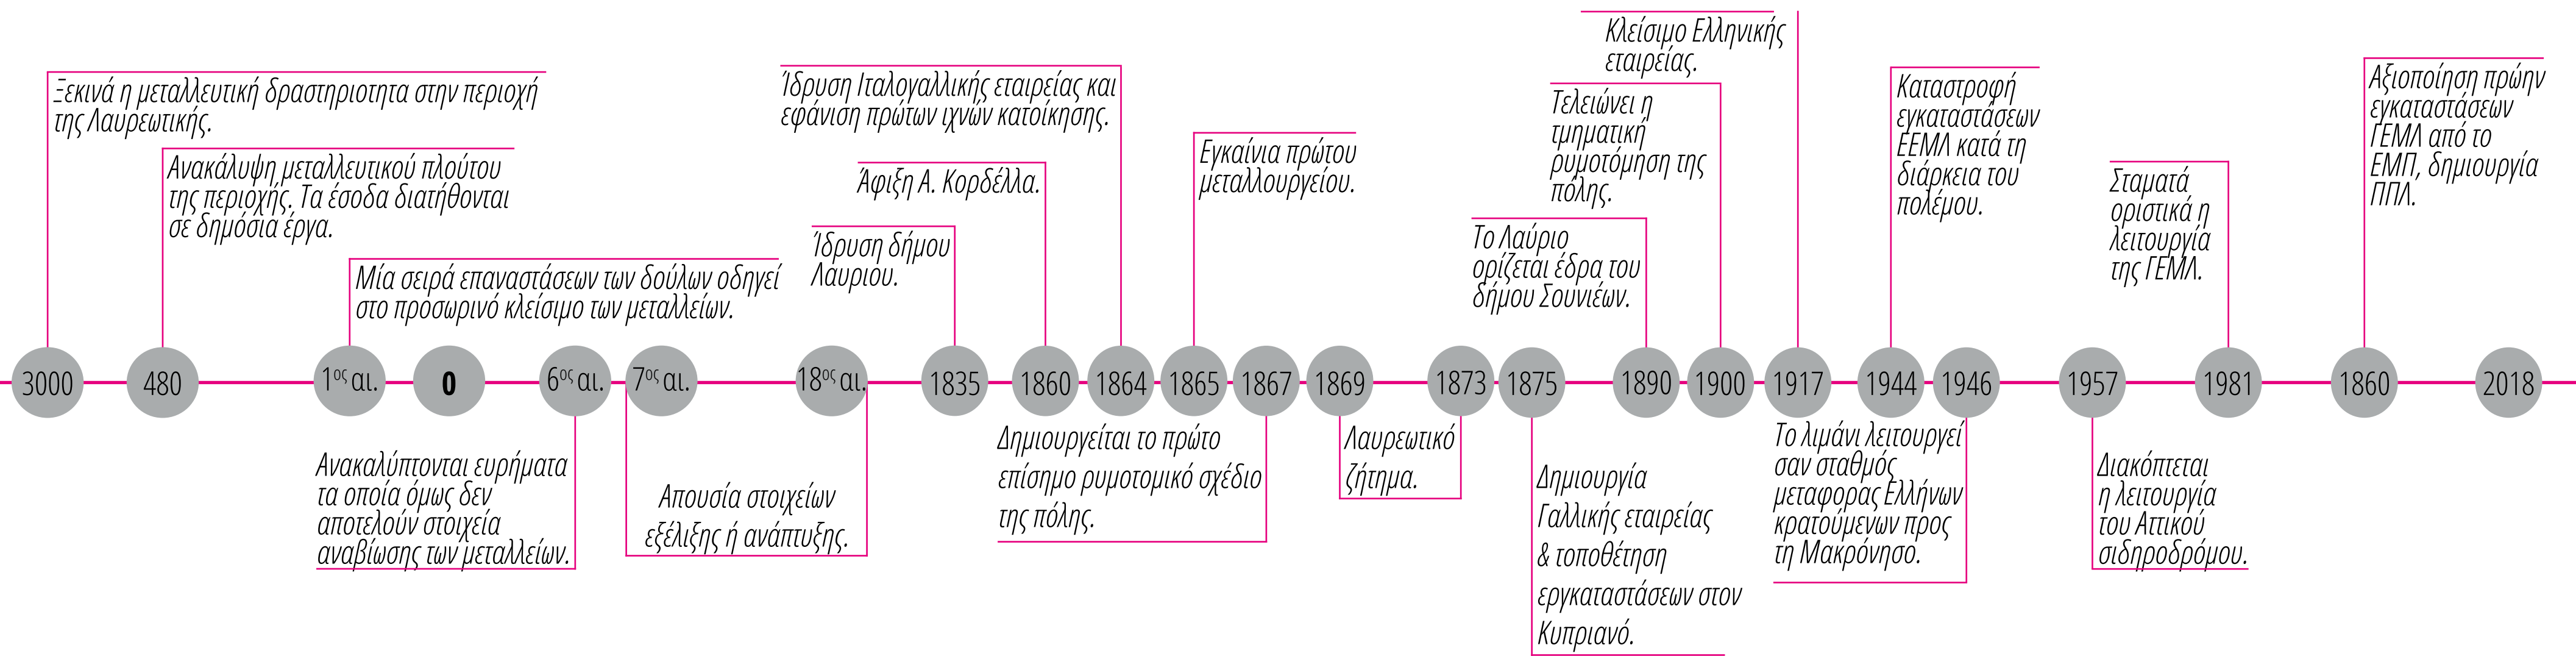 Ξεκινά η μεταλλευτική δραστηριοτητα στην περιοχή
της Λαυρεωτικής.
Ανακάλυψη μεταλλευτικού πλούτου
της περιοχής. Τα έσοδα διατήθονται
σε δημόσια έργα.
Μία σειρά επαναστάσεων των δούλων οδηγεί
στο προσωρινό κλείσιμο των μεταλλείων.
Ίδρυση δήμου
Λαυριου.
Άφιξη Α. Κορδέλλα.
Ίδρυση Ιταλογαλλικής εταιρείας και
εφάνιση πρώτων ιχνών κατοίκησης.
Εγκαίνια πρώτου
μεταλλουργείου.
Το Λαύριο
ορίζεται έδρα του
δήμου Σουνιέων.
Τελειώνει η
τμηματική
ρυμοτόμηση της
πόλης.
Κλείσιμο Ελληνικής
εταιρείας.
Καταστροφή
εγκαταστάσεων
ΕΕΜΛ κατά τη
διάρκεια του
πολέμου.
Σταματά
οριστικά η
λειτουργία
της ΓΕΜΛ.
Αξιοποίηση πρώην
εγκαταστάσεων
ΓΕΜΛ από το
ΕΜΠ, δημιουργία
ΠΠΛ.
3000 480 1ος αι. 0 6ος αι. 7ος αι. 18ος αι. 1835 1860 1864 1865 1867 1869 1873 1875 1890 1900 1917 1944 1946 1957 1981 1860 2018
Ανακαλύπτονται ευρήματα
τα οποία όμως δεν
αποτελούν στοιχεία
αναβίωσης των μεταλλείων.
Απουσία στοιχείων
εξέλιξης ή ανάπτυξης.
Δημιουργείται το πρώτο
επίσημο ρυμοτομικό σχέδιο
της πόλης.
Λαυρεωτικό
ζήτημα.
Δημιουργία
Γαλλικής εταιρείας
& τοποθέτηση
εργκαταστάσεων στον
Κυπριανό.
Το λιμάνι λειτουργεί
σαν σταθμός
μεταφορας Ελλήνων
κρατούμενων προς
τη Μακρόνησο.
Διακόπτεται
η λειτουργία
του Αττικού
σιδηροδρόμου.